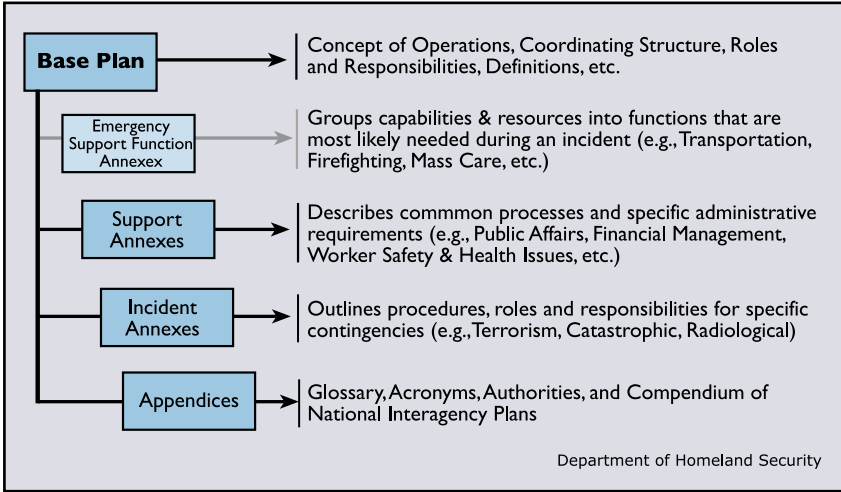 Base Plan
Concept of Operations, Coordinating Structure, Roles
and Responsibilities, Definitions, etc.
Emergency
Support Function
Annexex
Groups capabilities & resources into functions that are
most likely needed during an incident (e.g., Transportation,
Firefighting, Mass Care, etc.)
Support
Annexes
Describes commmon processes and specific administrative
requirements (e.g., Public Affairs, Financial Management,
Worker Safety & Health Issues, etc.)
Incident
Annexes
Outlines procedures, roles and responsibilities for specific
contingencies (e.g., Terrorism, Catastrophic, Radiological)
Appendices
Glossary, Acronyms, Authorities, and Compendium of
National Interagency Plans
Department of Homeland Security